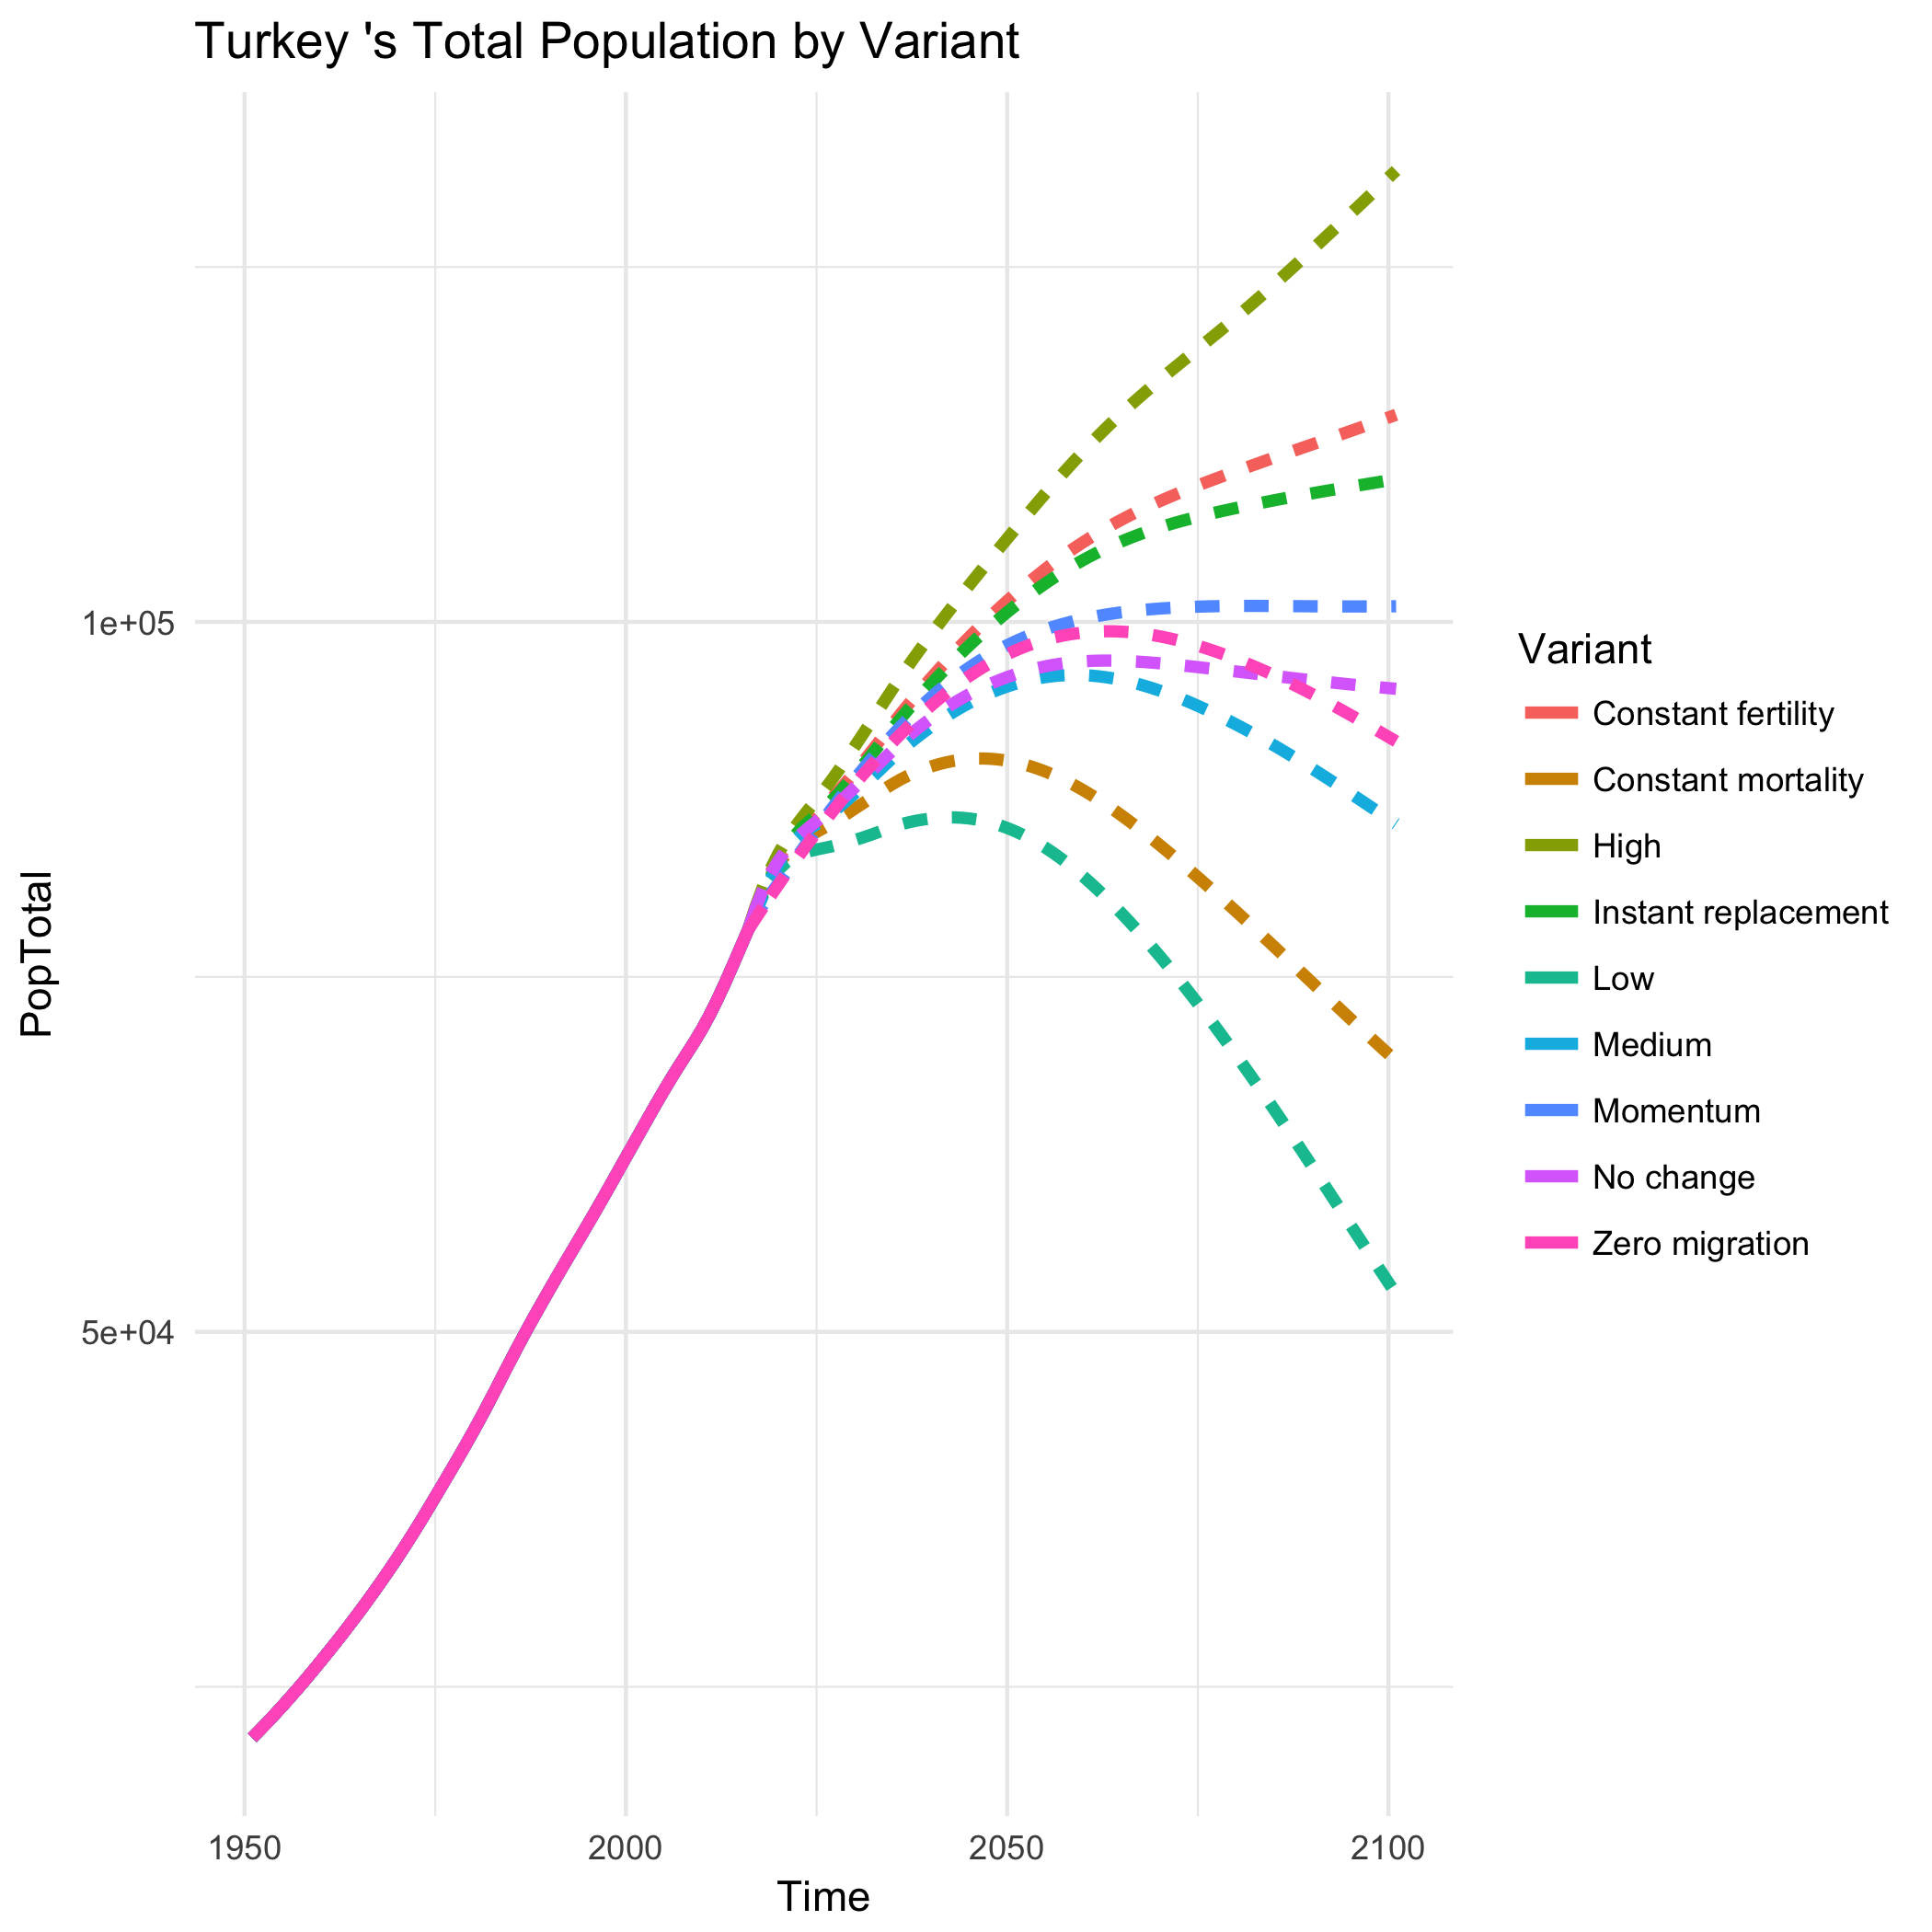 Turkey 's Total Population by Variant
PopTotal
1e+05
5e+04
1950
2000
2050
2100
Time
Variant
Constant fertility
Constant mortality
High
Instant replacement
Low
Medium
Momentum
No change
Zero migration